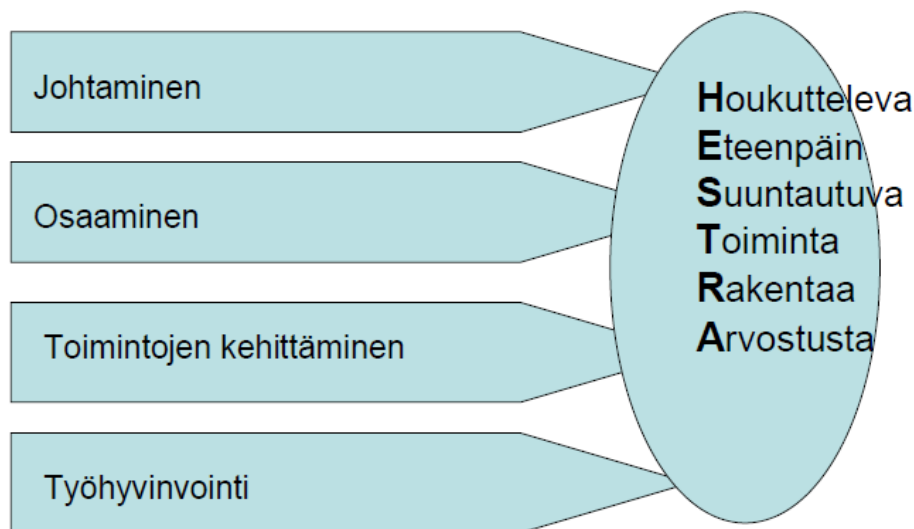 Johtaminen
Osaaminen
Toimintojen kehittäminen
Työhyvinvointi
Houkutteleva
Eteenpäin
Suuntautuva
Toiminta
Rakentaa
Arvostusta